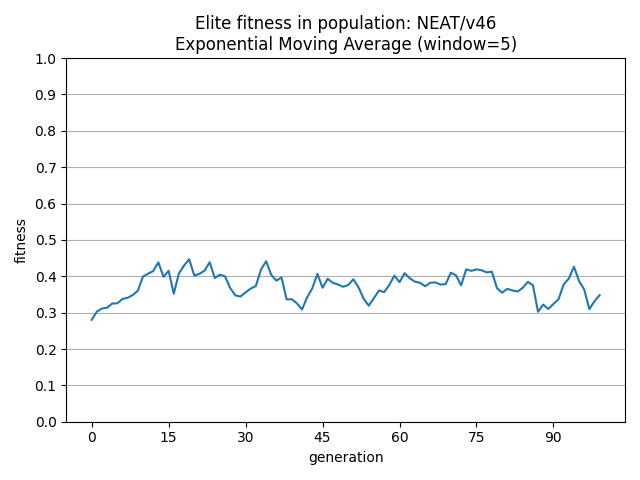 Elite fitness in population: NEAT/v46
Exponential Moving Average (window=5)
1.0
0.9
0.8
0.7
0.6
0.5
0.4
0.3
0.2
0.1
0.0
fitness
0 15 30 45 60 75 90
generation